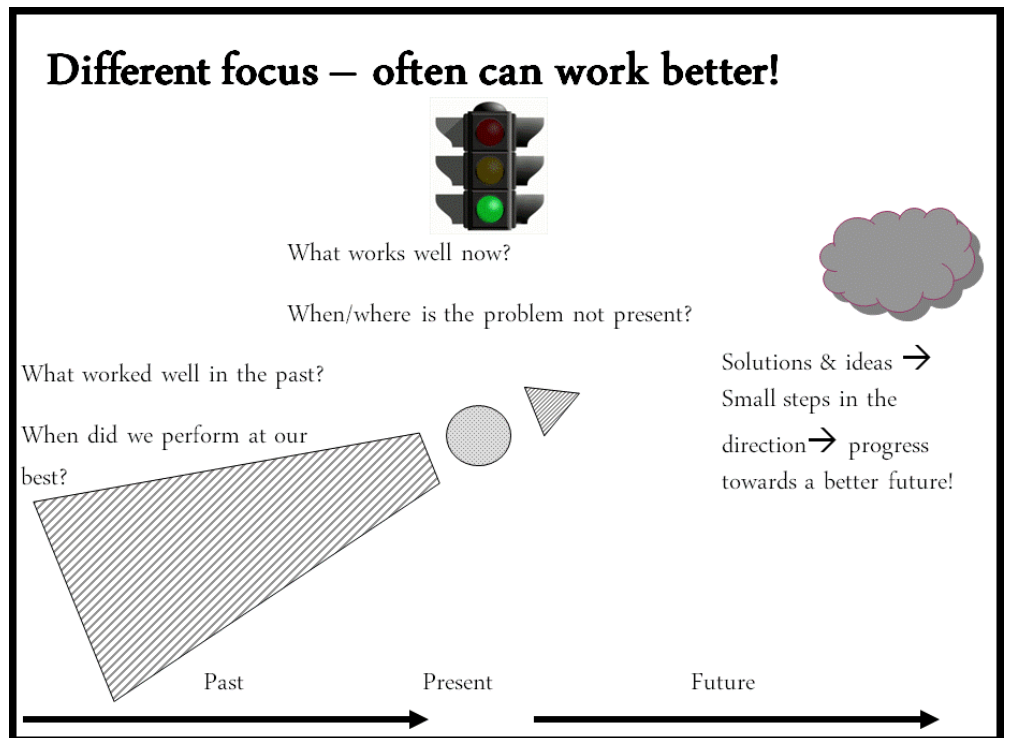 Different focus – often can work better!
What works well now?
When/where is the problem not present?
What worked well in the past?
When did we perform at our
best?
Solutions & ideas →
Small steps in the
direction→ progress
towards a better future!
Past
Present
Future